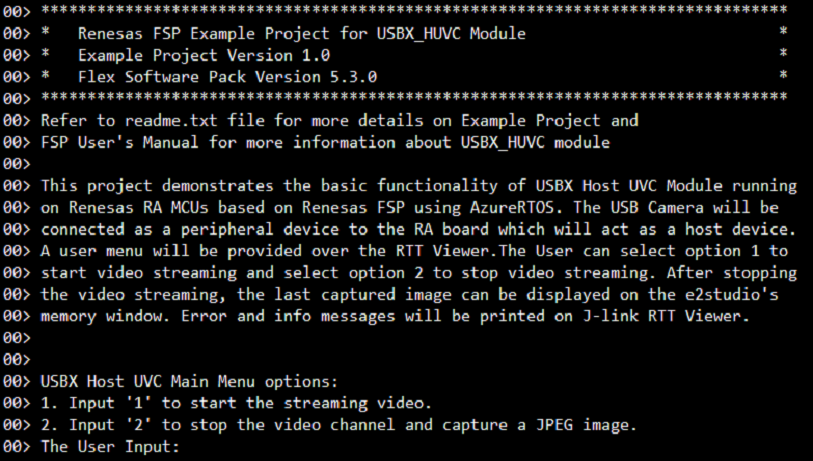 00> *********************************************************************************
00> *   Renesas FSP Example Project for USBX_HUVC Module                            *
00> *   Example Project Version 1.0                                                 *
00> *   Flex Software Pack Version 5.3.0                                            *
00> *********************************************************************************
00> Refer to readme.txt file for more details on Example Project and
00> FSP User's Manual for more information about USBX_HUVC module
00>
00> This project demonstrates the basic functionality of USBX Host UVC Module running
00> on Renesas RA MCUs based on Renesas FSP using AzureRTOS. The USB Camera will be
00> connected as a peripheral device to the RA board which will act as a host device.
00> A user menu will be provided over the RTT Viewer.The User can select option 1 to
00> start video streaming and select option 2 to stop video streaming. After stopping
00> the video streaming, the last captured image can be displayed on the e2studio's
00> memory window. Error and info messages will be printed on J-link RTT Viewer.
00>
00>
00> USBX Host UVC Main Menu options:
00> 1. Input '1' to start the streaming video.
00> 2. Input '2' to stop the video channel and capture a JPEG image.
00> The User Input: